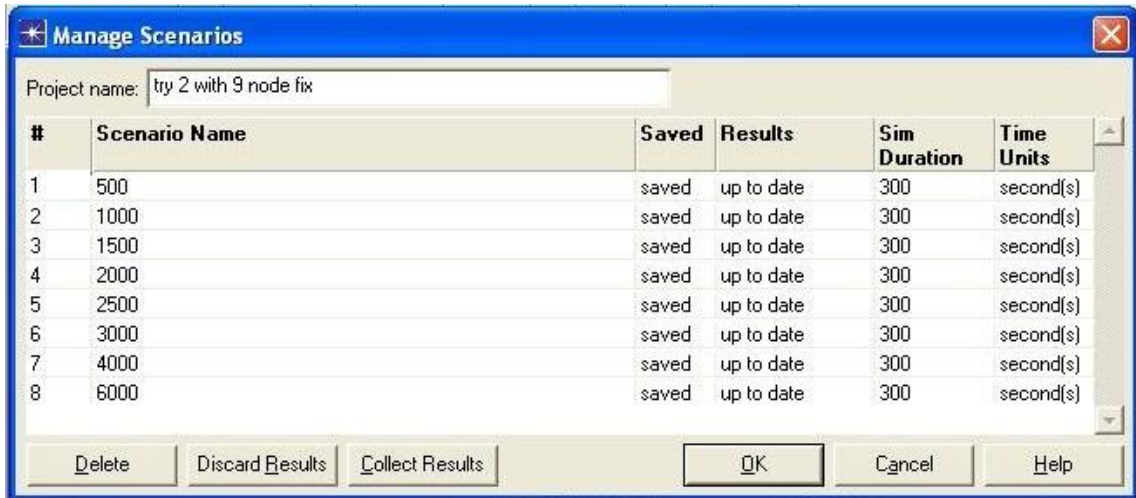 Manage Scenarios
Project name: try 2 with 9 node fix
# Scenario Name Saved Results Sim Duration Time Units
1 500 saved up to date 300 second(s)
2 1000 saved up to date 300 second(s)
3 1500 saved up to date 300 second(s)
4 2000 saved up to date 300 second(s)
5 2500 saved up to date 300 second(s)
6 3000 saved up to date 300 second(s)
7 4000 saved up to date 300 second(s)
8 6000 saved up to date 300 second(s)
Delete Discard Results Collect Results OK Cancel Help